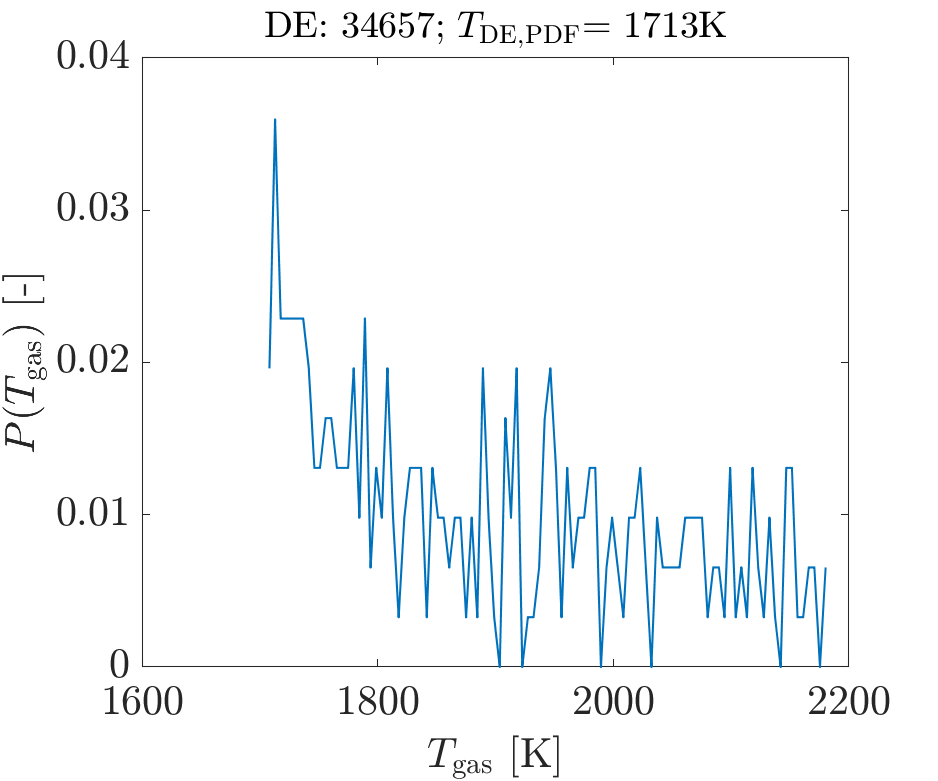 DE: 34657; T_DE,PDF= 1713K
0.04
0.03
0.02
0.01
0
P(T_gas) [-]
1600 1800 2000 2200
T_gas [K]